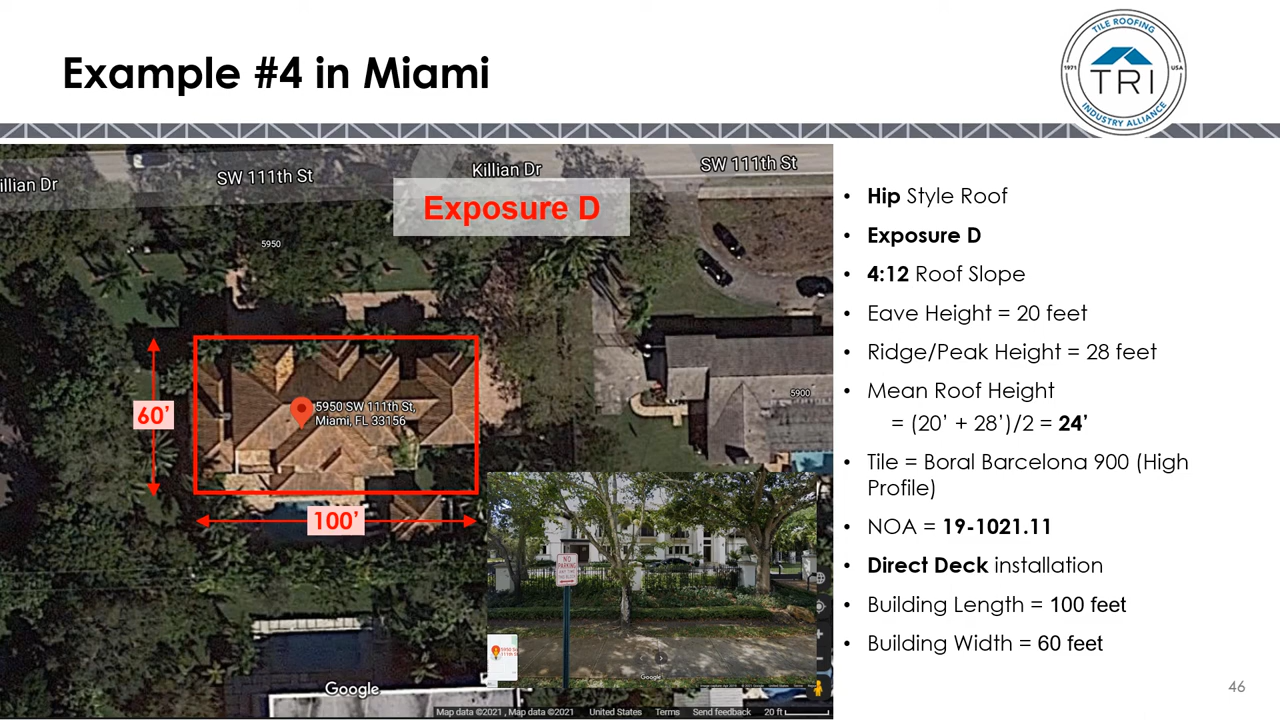 Example #4 in Miami
TILE ROOFING
1971
USA
TRI
INDUSTRY ALLIANCE
illian Dr
SW 111th St
Killian Dr
SW 111th St
Exposure D
5950
60’
5950 SW 111th St,
Miami, FL 33156
5900
100’
NO
PARKING
Google
Google
Map data ©2021 , Map data ©2021
United States
Terms
Send feedback
20 ft
• Hip Style Roof
• Exposure D
• 4:12 Roof Slope
• Eave Height = 20 feet
• Ridge/Peak Height = 28 feet
• Mean Roof Height
= (20’ + 28’)/2 = 24’
• Tile = Boral Barcelona 900 (High
Profile)
• NOA = 19-1021.11
• Direct Deck installation
• Building Length = 100 feet
• Building Width = 60 feet
46